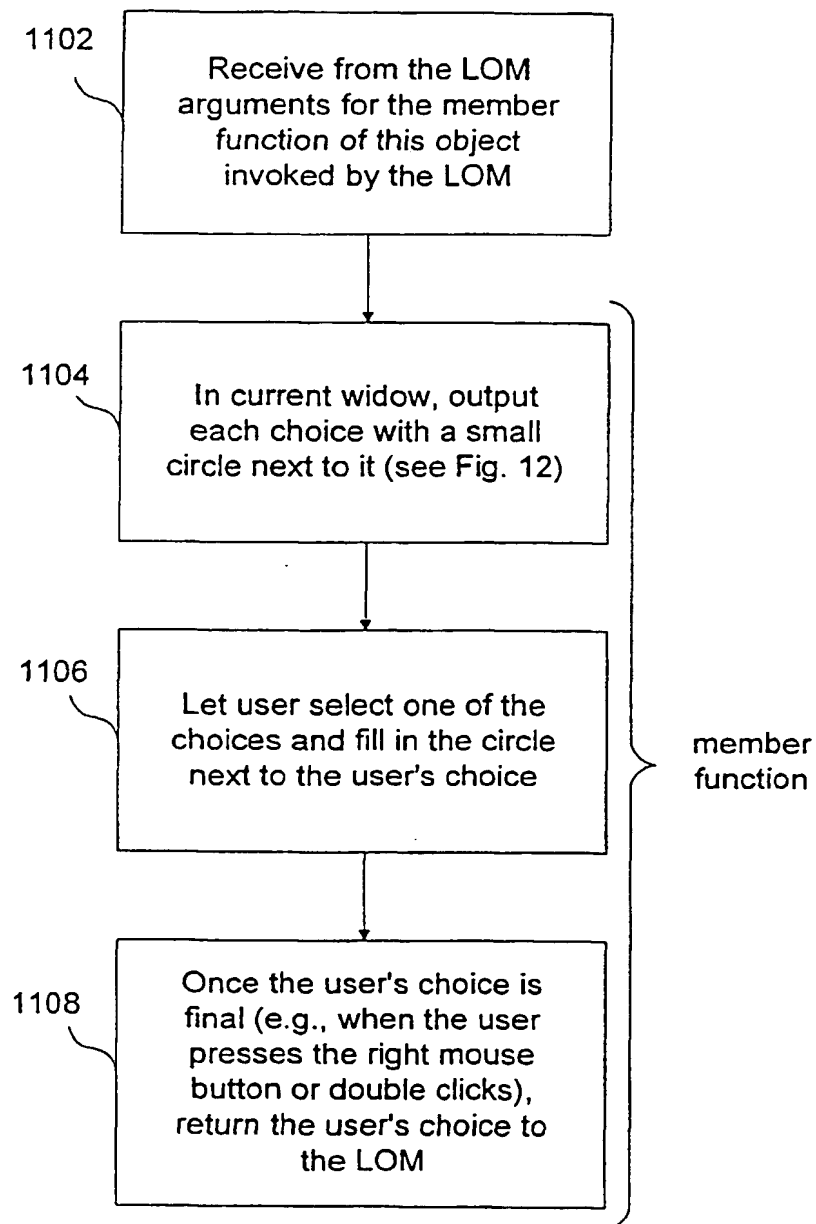 1102
Receive from the LOM
arguments for the member
function of this object
invoked by the LOM
1104
In current widow, output
each choice with a small
circle next to it (see Fig. 12)
1106
Let user select one of the
choices and fill in the circle
next to the user's choice
member
function
1108
Once the user's choice is
final (e.g., when the user
presses the right mouse
button or double clicks),
return the user's choice to
the LOM